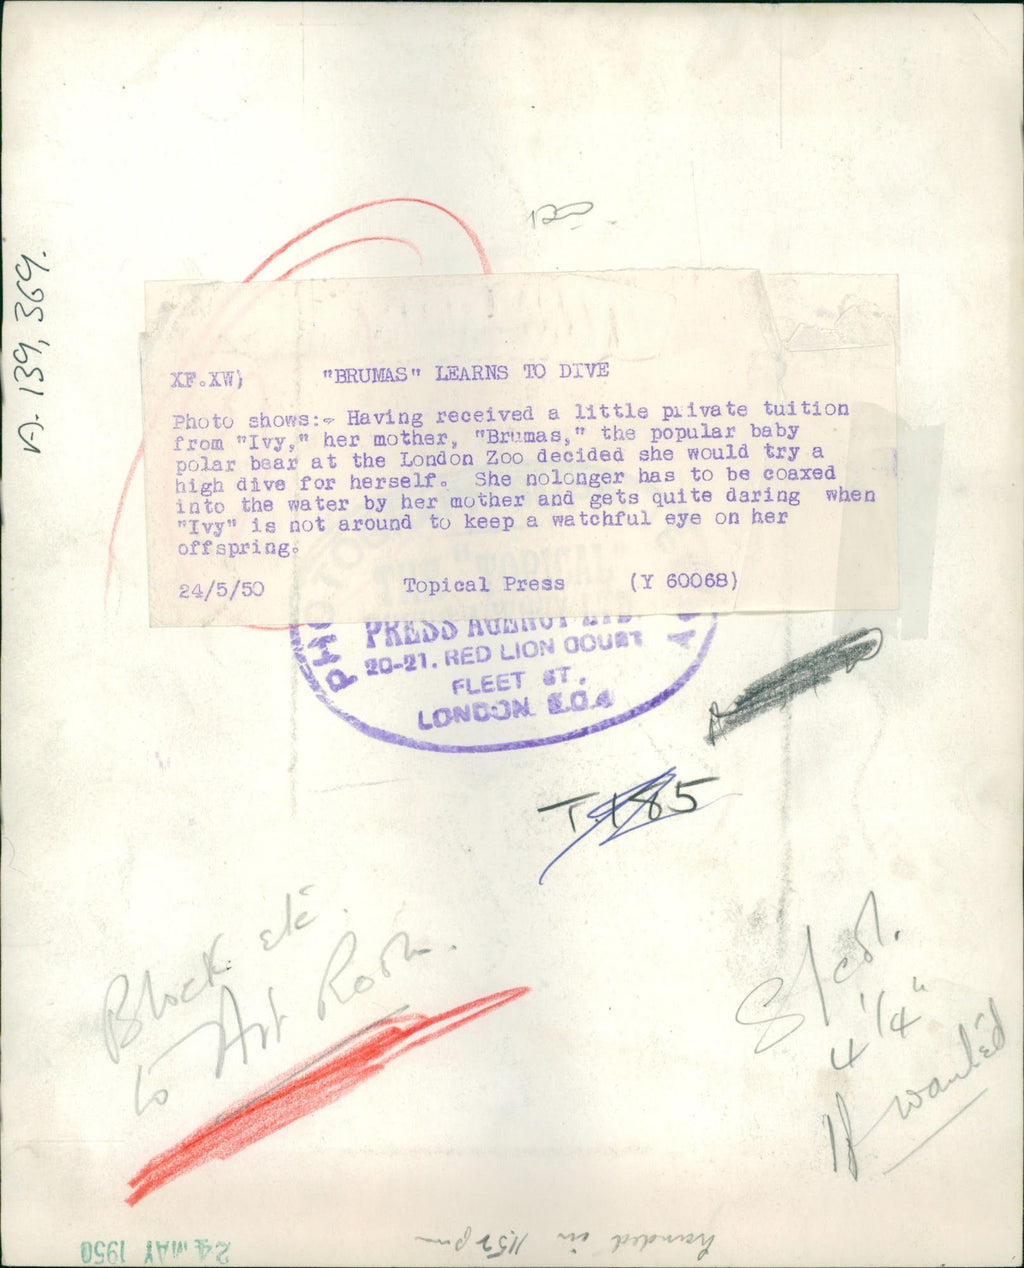 A. 139,369.
XF.XW)        "BRUMAS" LEARNS TO DIVE
Photo shows:- Having received a little private tuition
from "Ivy," her mother, "Brumas," the popular baby
polar bear at the London Zoo decided she would try a
high dive for herself.  She nolonger has to be coaxed
into the water by her mother and gets quite daring  when
"Ivy" is not around to keep a watchful eye on her
offspring.
24/5/50        Topical Press        (Y 60068)
PRESS AGENCY LTD.
20-21. RED LION COURT
FLEET ST.
LONDON E.C.4
T.185
Block etc.
to Art Room.
S/col.
4 1/4"
If wanted
handed in 1152 pm
24 MAY 1950